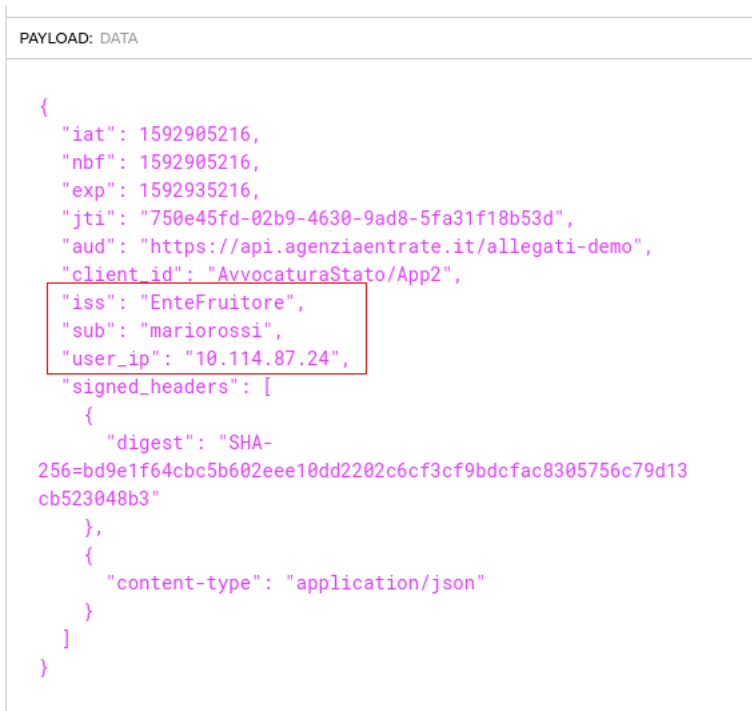 PAYLOAD: DATA
{
"iat": 1592905216,
"nbf": 1592905216,
"exp": 1592935216,
"jti": "750e45fd-02b9-4630-9ad8-5fa31f18b53d",
"aud": "https://api.agenziaentrate.it/allegati-demo",
"client_id": "AvvocaturaStato/App2",
"iss": "EnteFruitore",
"sub": "mariorossi",
"user_ip": "10.114.87.24",
"signed_headers": [
{
"digest": "SHA-
256=bd9e1f64cbc5b602eee10dd2202c6cf3cf9bdcfac8305756c79d13
cb523048b3"
},
{
"content-type": "application/json"
}
]
}